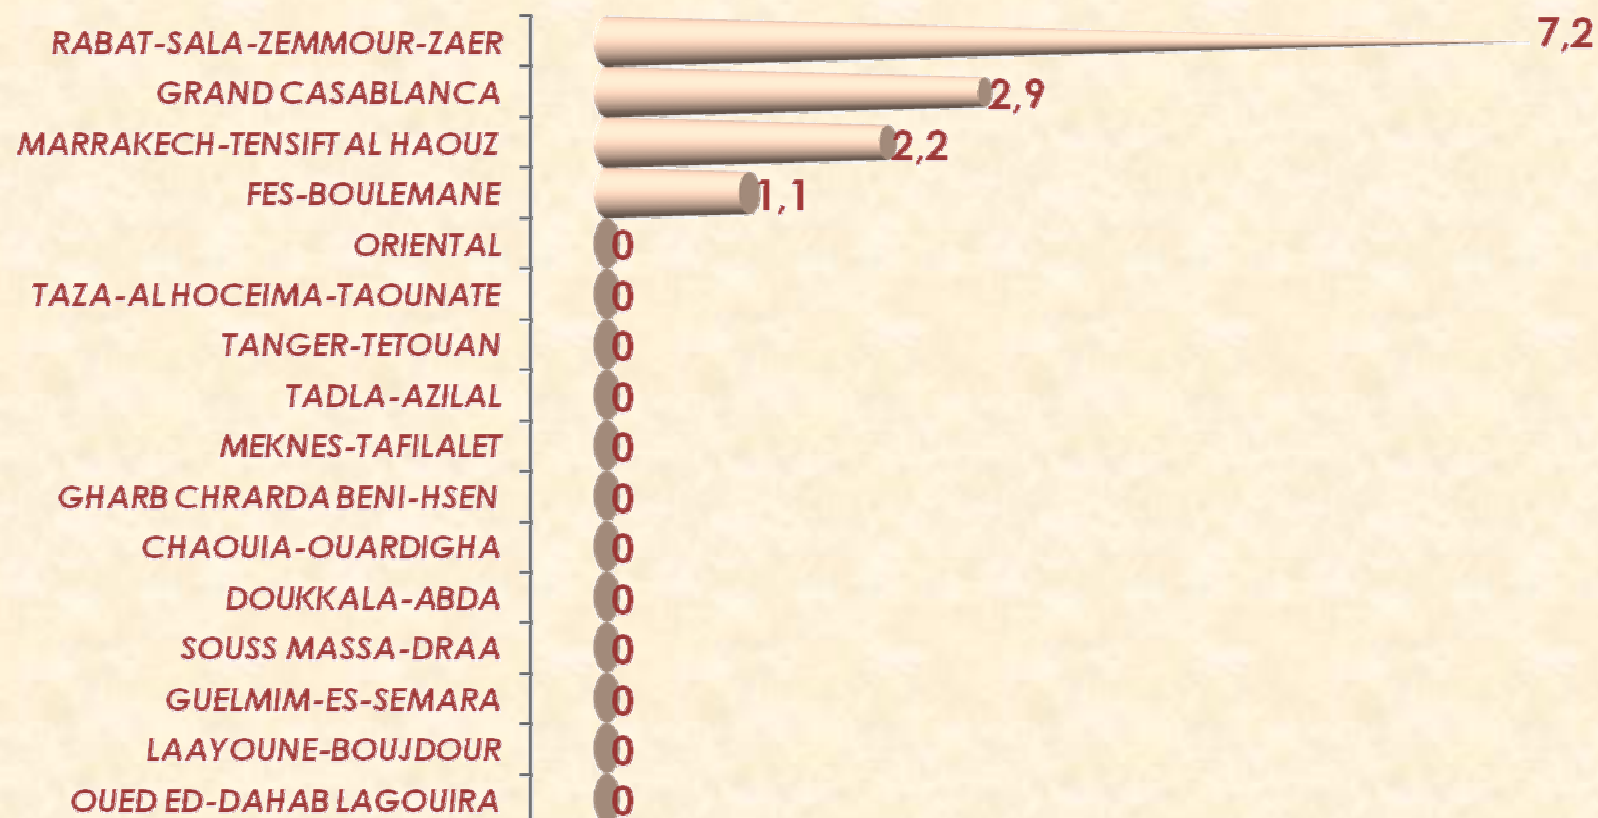 RABAT-SALA-ZEMMOUR-ZAER 7,2
GRAND CASABLANCA 2,9
MARRAKECH-TENSIFT AL HAOUZ 2,2
FES-BOULEMANE 1,1
ORIENTAL 0
TAZA-AL HOCEIMA-TAOUNATE 0
TANGER-TETOUAN 0
TADLA-AZILAL 0
MEKNES-TAFILALET 0
GHARB CHRARDA BENI-HSEN 0
CHAOUIA-OUARDIGHA 0
DOUKKALA-ABDA 0
SOUSS MASSA-DRAA 0
GUELMIM-ES-SEMARA 0
LAAYOUNE-BOUJDOUR 0
OUED ED-DAHAB LAGOUIRA 0